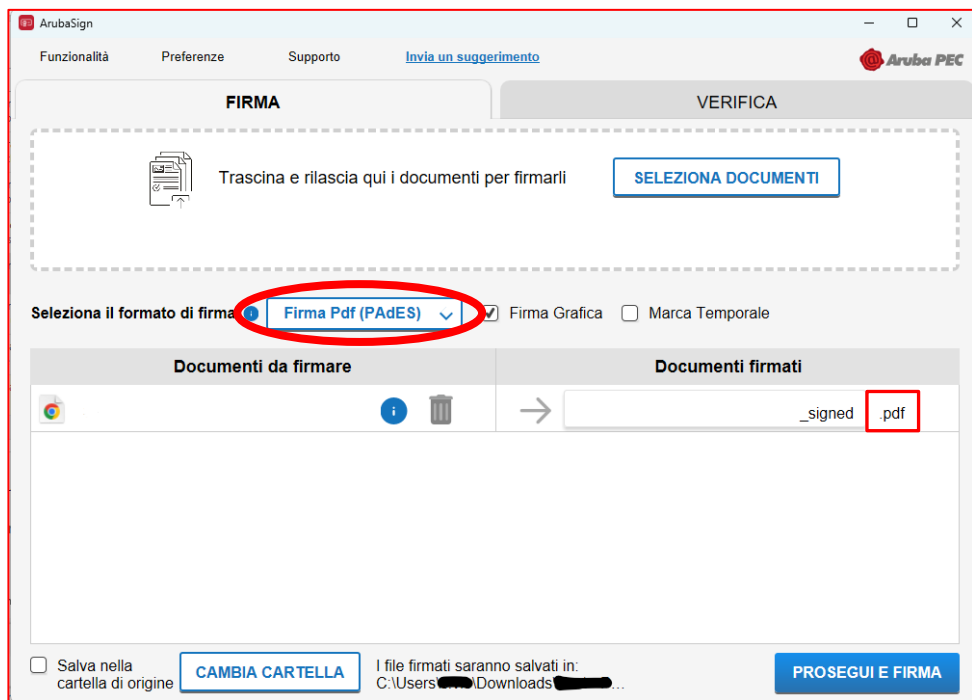 ArubaSign
Funzionalità Preferenze Supporto Invia un suggerimento
Aruba PEC
FIRMA VERIFICA
Trascina e rilascia qui i documenti per firmarli SELEZIONA DOCUMENTI
Seleziona il formato di firma Firma Pdf (PAdES) Firma Grafica Marca Temporale
Documenti da firmare Documenti firmati
_signed .pdf
Salva nella
cartella di origine
CAMBIA CARTELLA
I file firmati saranno salvati in:
C:\Users\ \Downloads\ ...
PROSEGUI E FIRMA